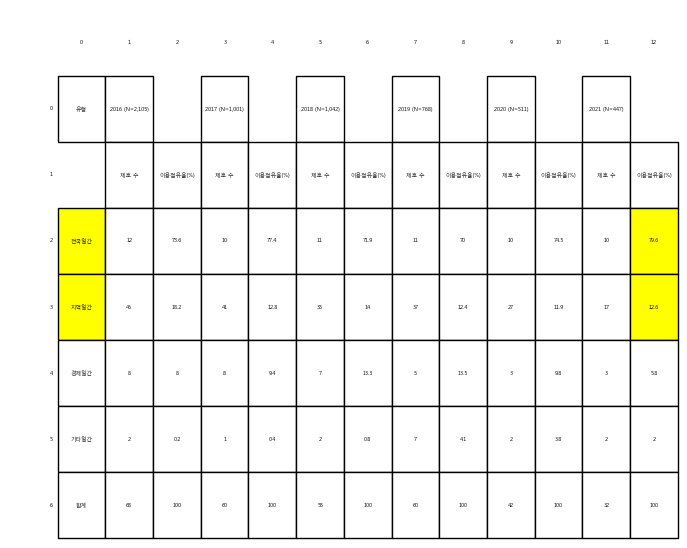 0 1 2 3 4 5 6 7 8 9 10 11 12
0 유형 2016 (N=2,105) 2017 (N=1,001) 2018 (N=1,042) 2019 (N=768) 2020 (N=511) 2021 (N=447)
1 제호 수 이용점유율(%) 제호 수 이용점유율(%) 제호 수 이용점유율(%) 제호 수 이용점유율(%) 제호 수 이용점유율(%) 제호 수 이용점유율(%)
2 전국일간 12 73.6 10 77.4 11 71.9 11 70 10 74.5 10 79.6
3 지역일간 46 18.2 41 12.8 35 14 37 12.4 27 11.9 17 12.6
4 경제일간 8 8 8 9.4 7 13.3 5 13.5 3 9.8 3 5.8
5 기타일간 2 0.2 1 0.4 2 0.8 7 4.1 2 3.8 2 2
6 합계 68 100 60 100 55 100 60 100 42 100 32 100